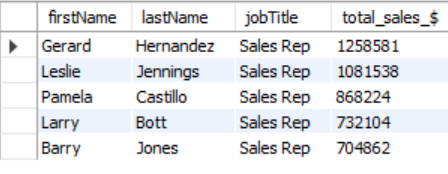 firstName lastName jobTitle total_sales_$
Gerard Hernandez Sales Rep 1258581
Leslie Jennings Sales Rep 1081538
Pamela Castillo Sales Rep 868224
Larry Bott Sales Rep 732104
Barry Jones Sales Rep 704862